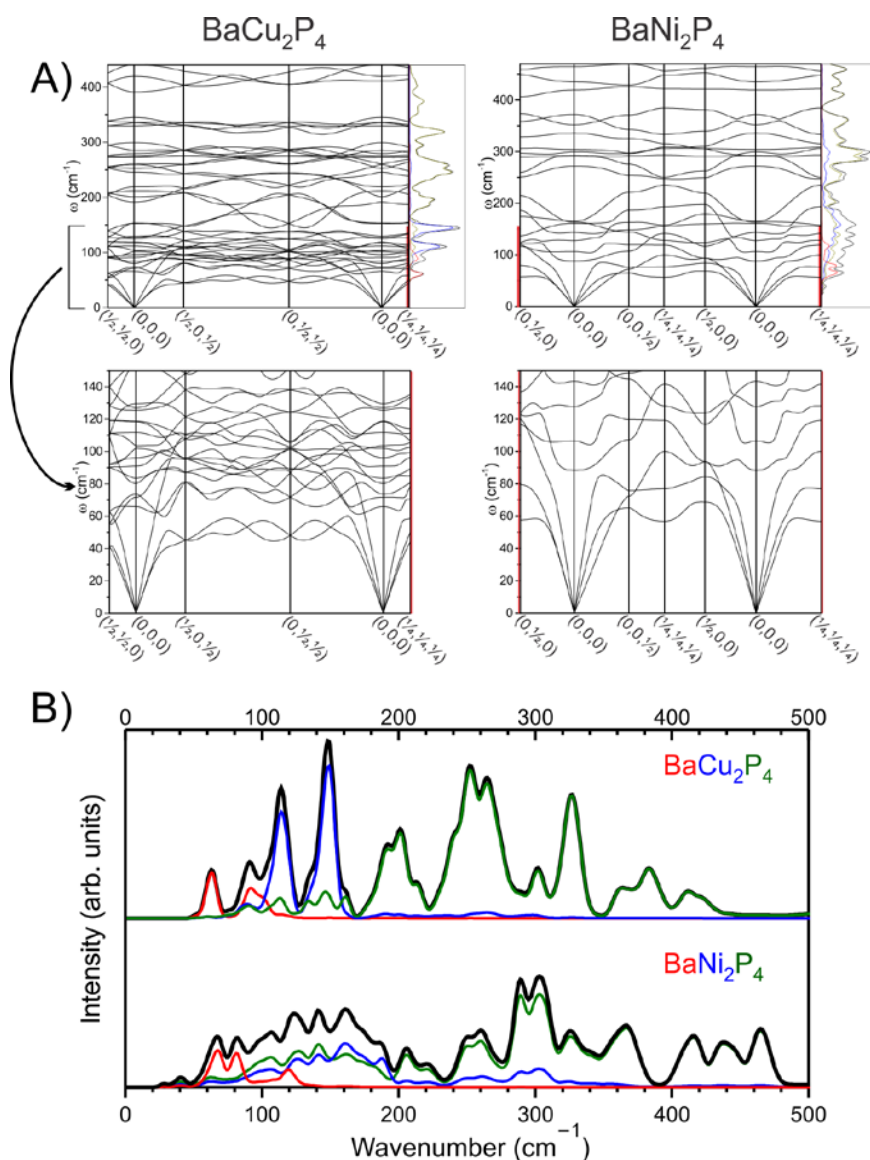 BaCu₂P₄ BaNi₂P₄
A)
400 400
300 300
200 200
100 100
0 0
ω (cm⁻¹) ω (cm⁻¹)
(½,½,0) (0,0,0) (½,0,½) (0,½,½) (0,0,0) (¼,¼,¼) (0,½,0) (0,0,0) (0,0,½) (¼,¼,¼) (½,0,0) (0,0,0) (¼,¼,¼)
140 140
120 120
100 100
80 80
60 60
40 40
20 20
0 0
ω (cm⁻¹) ω (cm⁻¹)
(½,½,0) (0,0,0) (½,0,½) (0,½,½) (0,0,0) (¼,¼,¼) (0,½,0) (0,0,0) (0,0,½) (¼,¼,¼) (½,0,0) (0,0,0) (¼,¼,¼)
B)
0 100 200 300 400 500
BaCu₂P₄
BaNi₂P₄
Intensity (arb. units)
0 100 200 300 400 500
Wavenumber (cm⁻¹)